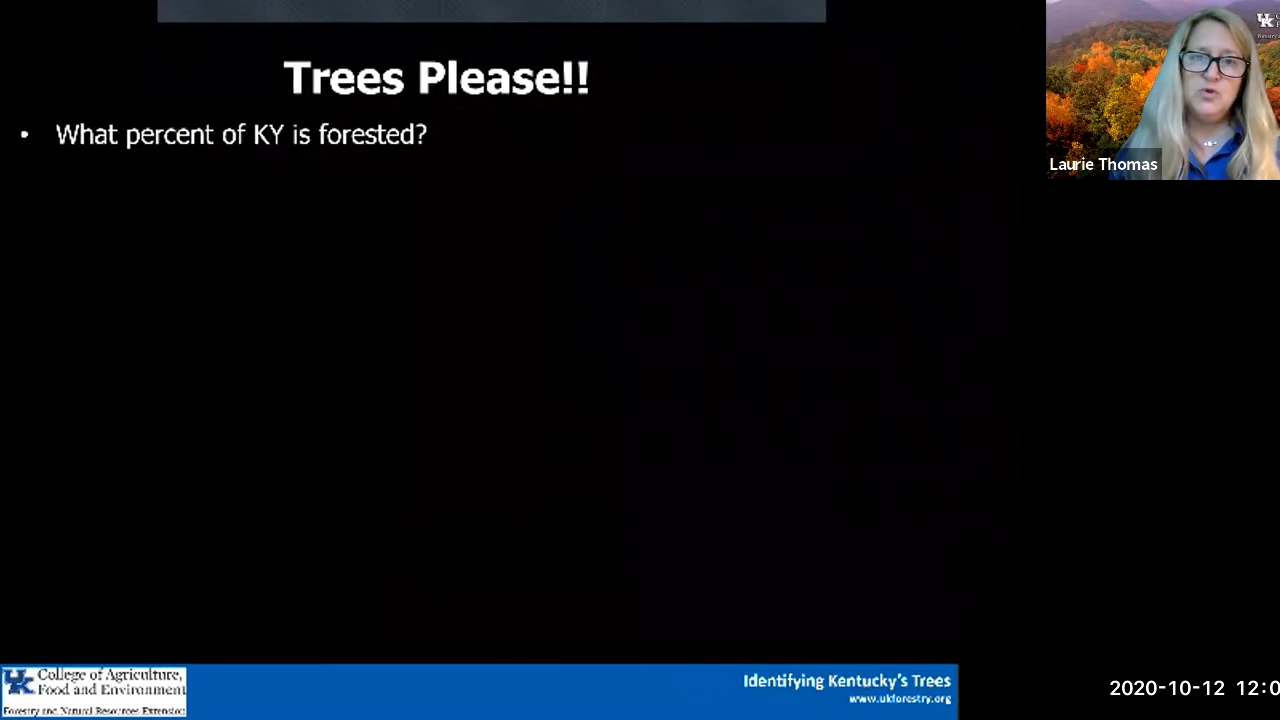 Trees Please!!
• What percent of KY is forested?
Laurie Thomas
UK
College of Agriculture,
Food and Environment
Forestry and Natural Resources Extension
Identifying Kentucky's Trees
www.ukforestry.org
2020-10-12 12:0